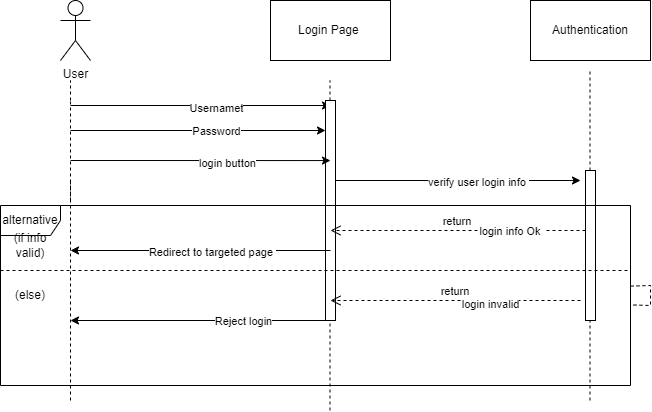 Login Page
Authentication
User
Usernamet
Password
login button
verify user login info
alternative
(if info
valid)
return
login info Ok
Redirect to targeted page
(else)
return
login invalid
Reject login